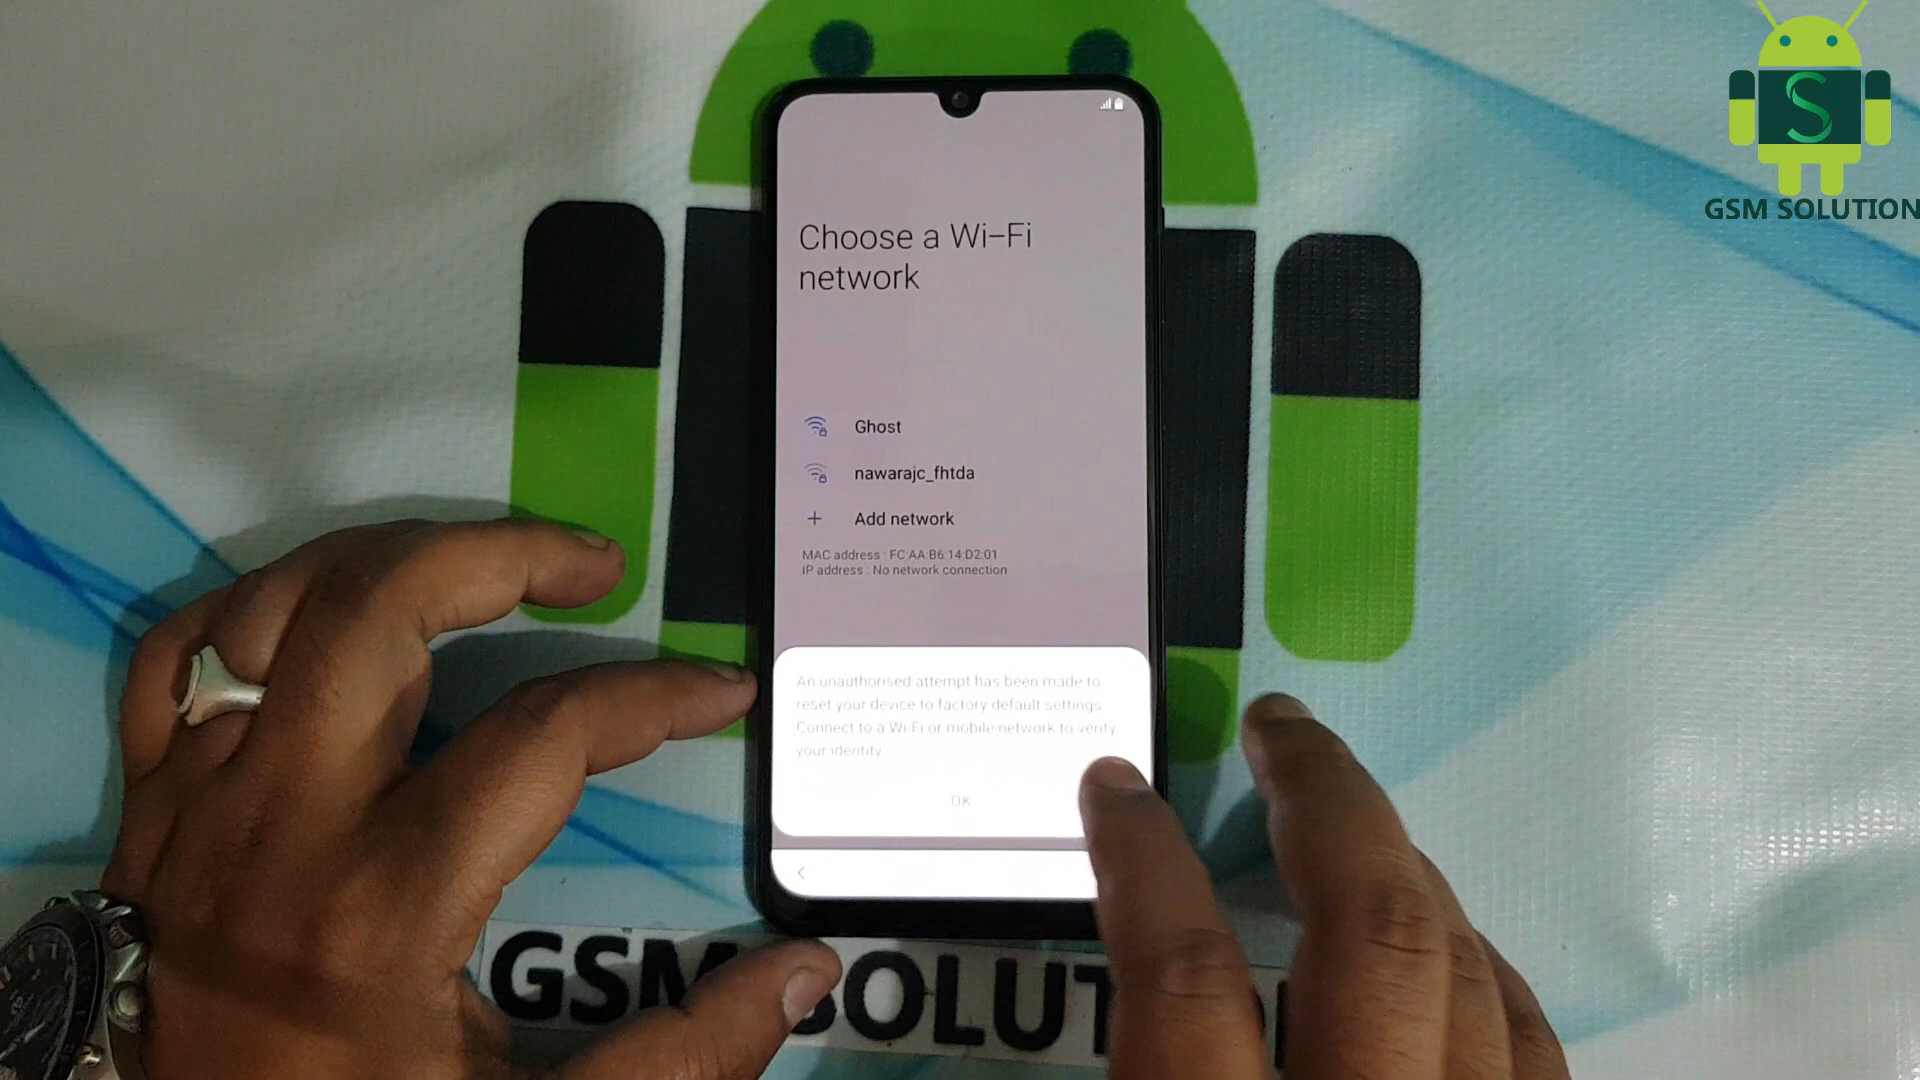 S
GSM SOLUTION
Choose a Wi-Fi
network
Ghost
nawarajc_fhtda
Add network
MAC address : FC:AA:B6:14:D2:01
IP address : No network connection
An unauthorised attempt has been made to
reset your device to factory default settings.
Connect to a Wi-Fi or mobile network to verify
your identity
OK
GSM SOLUT